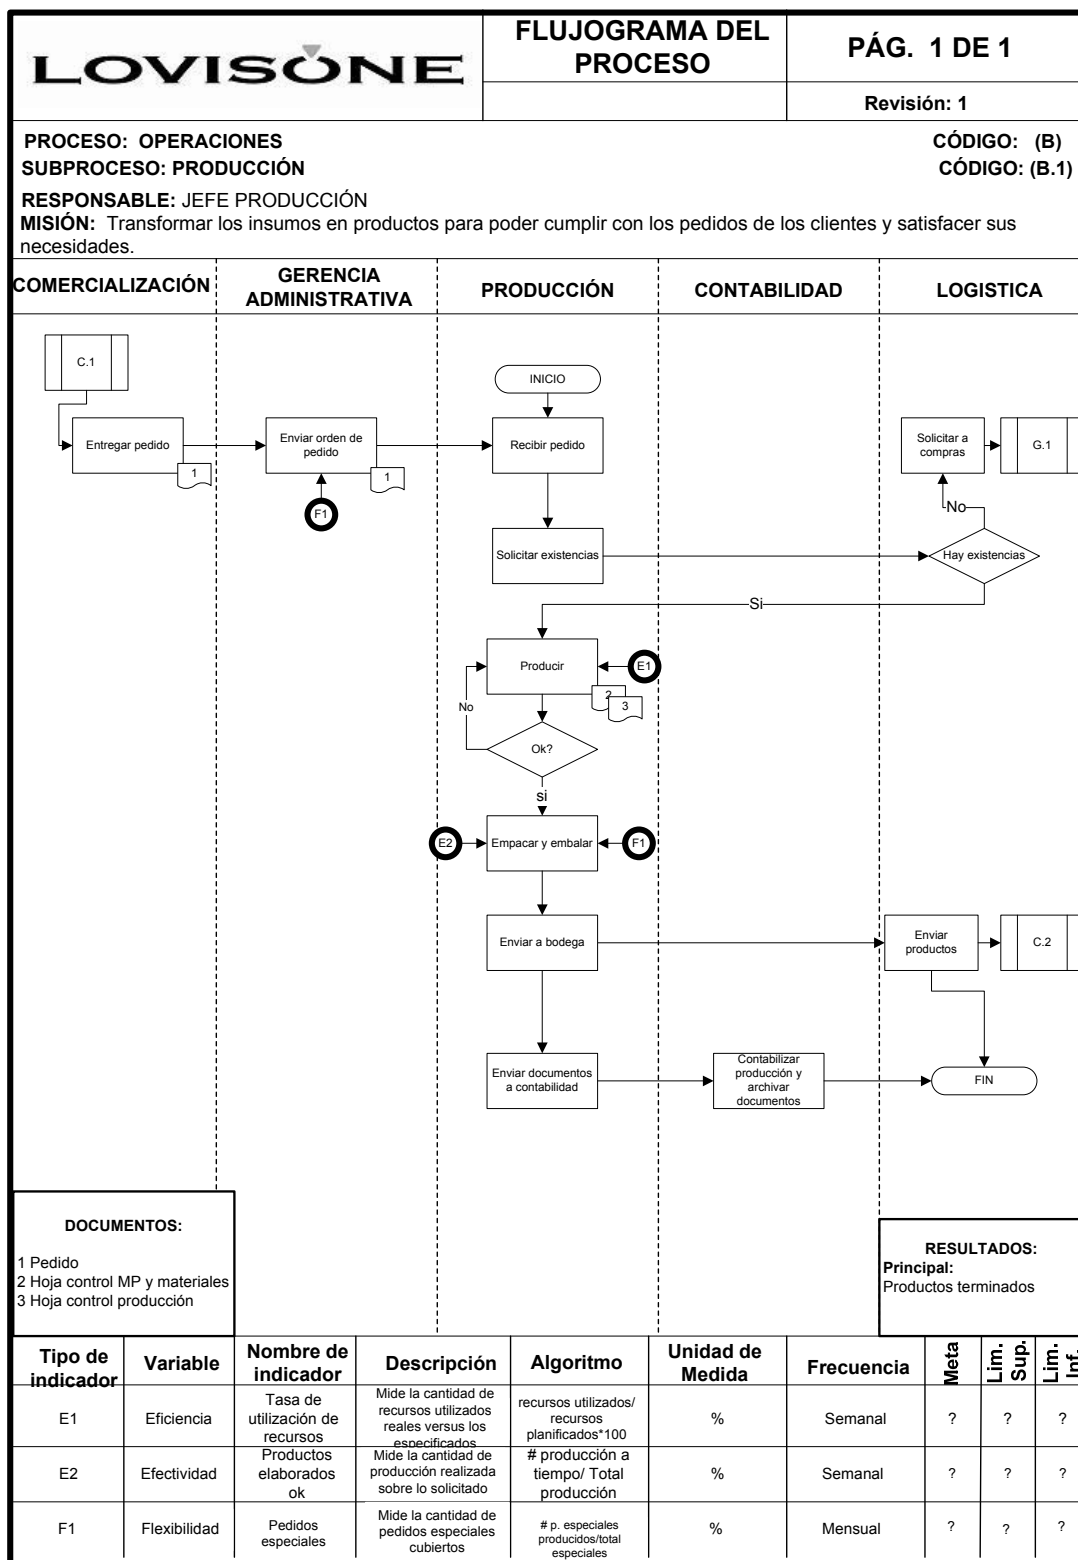 LOVISONE
FLUJOGRAMA DEL
PROCESO
PÁG. 1 DE 1
Revisión: 1
PROCESO: OPERACIONES
CÓDIGO: (B)
SUBPROCESO: PRODUCCIÓN
CÓDIGO: (B.1)
RESPONSABLE: JEFE PRODUCCIÓN
MISIÓN: Transformar los insumos en productos para poder cumplir con los pedidos de los clientes y satisfacer sus
necesidades.
COMERCIALIZACIÓN
GERENCIA
ADMINISTRATIVA
PRODUCCIÓN
CONTABILIDAD
LOGISTICA
C.1
INICIO
Entregar pedido
1
Enviar orden de
pedido
1
Recibir pedido
Solicitar a
compras
G.1
F1
No
Solicitar existencias
Hay existencias
Si
Producir
E1
2
3
No
Ok?
si
E2
Empacar y embalar
F1
Enviar a bodega
Enviar
productos
C.2
Enviar documentos
a contabilidad
Contabilizar
producción y
archivar
documentos
FIN
DOCUMENTOS:
1 Pedido
2 Hoja control MP y materiales
3 Hoja control producción
RESULTADOS:
Principal:
Productos terminados
Tipo de
indicador
Variable
Nombre de
indicador
Descripción
Algoritmo
Unidad de
Medida
Frecuencia
Meta
Lim.
Sup.
Lim.
Inf.
E1
Eficiencia
Tasa de
utilización de
recursos
Mide la cantidad de
recursos utilizados
reales versus los
especificados
recursos utilizados/
recursos
planificados*100
%
Semanal
?
?
?
E2
Efectividad
Productos
elaborados
ok
Mide la cantidad de
producción realizada
sobre lo solicitado
# producción a
tiempo/ Total
producción
%
Semanal
?
?
?
F1
Flexibilidad
Pedidos
especiales
Mide la cantidad de
pedidos especiales
cubiertos
# p. especiales
producidos/total
especiales
%
Mensual
?
?
?